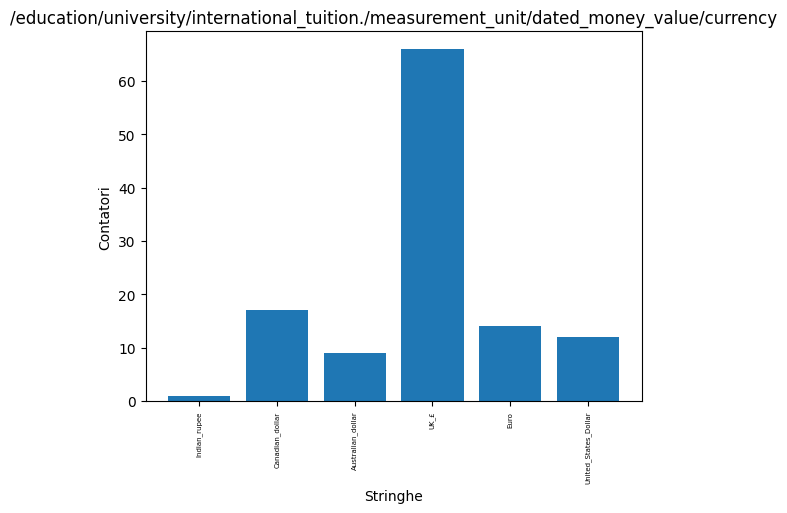 /education/university/international_tuition./measurement_unit/dated_money_value/currency
Contatori
60
50
40
30
20
10
0
Indian_rupee
Canadian_dollar
Australian_dollar
UK_£
Euro
United_States_Dollar
Stringhe